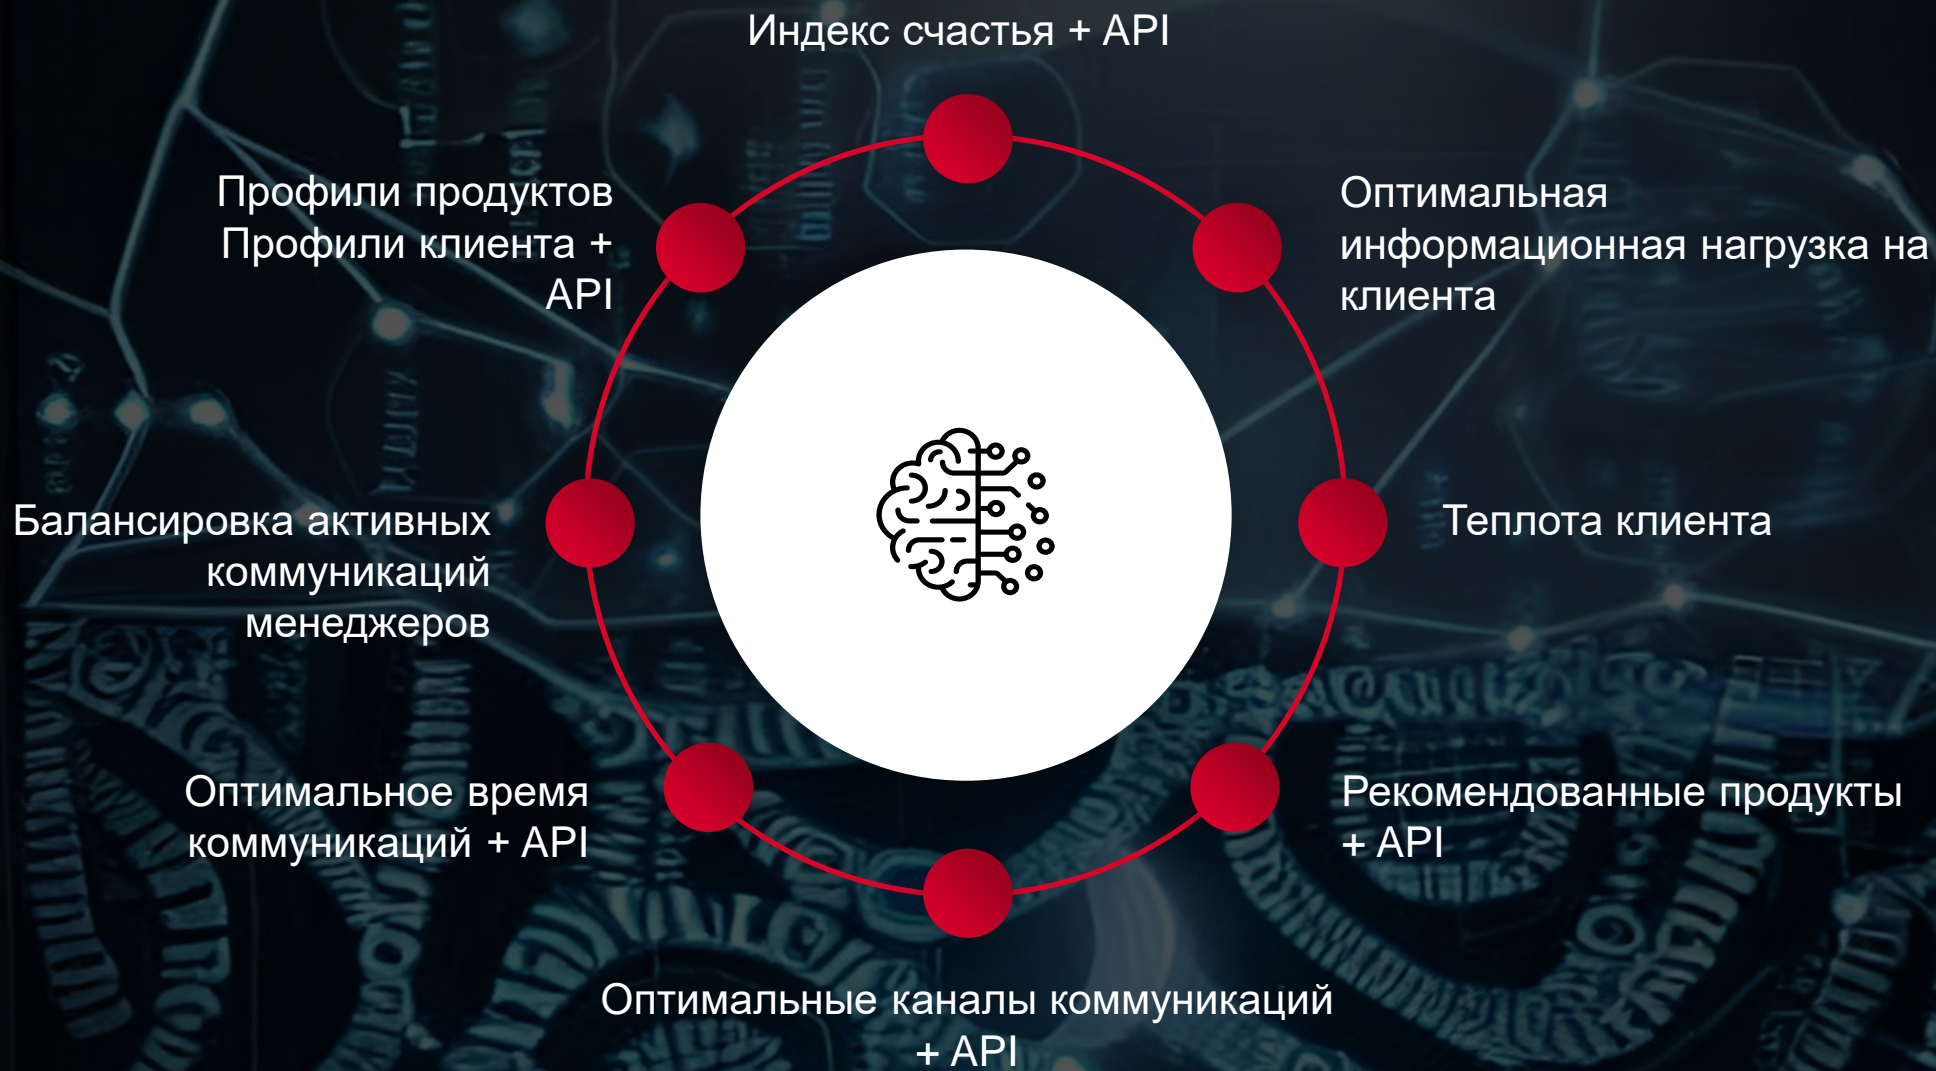 Индекс счастья + API
Профили продуктов
Профили клиента +
API
Оптимальная
информационная нагрузка на
клиента
Балансировка активных
коммуникаций
менеджеров
Теплота клиента
Оптимальное время
коммуникаций + API
Рекомендованные продукты
+ API
Оптимальные каналы коммуникаций
+ API